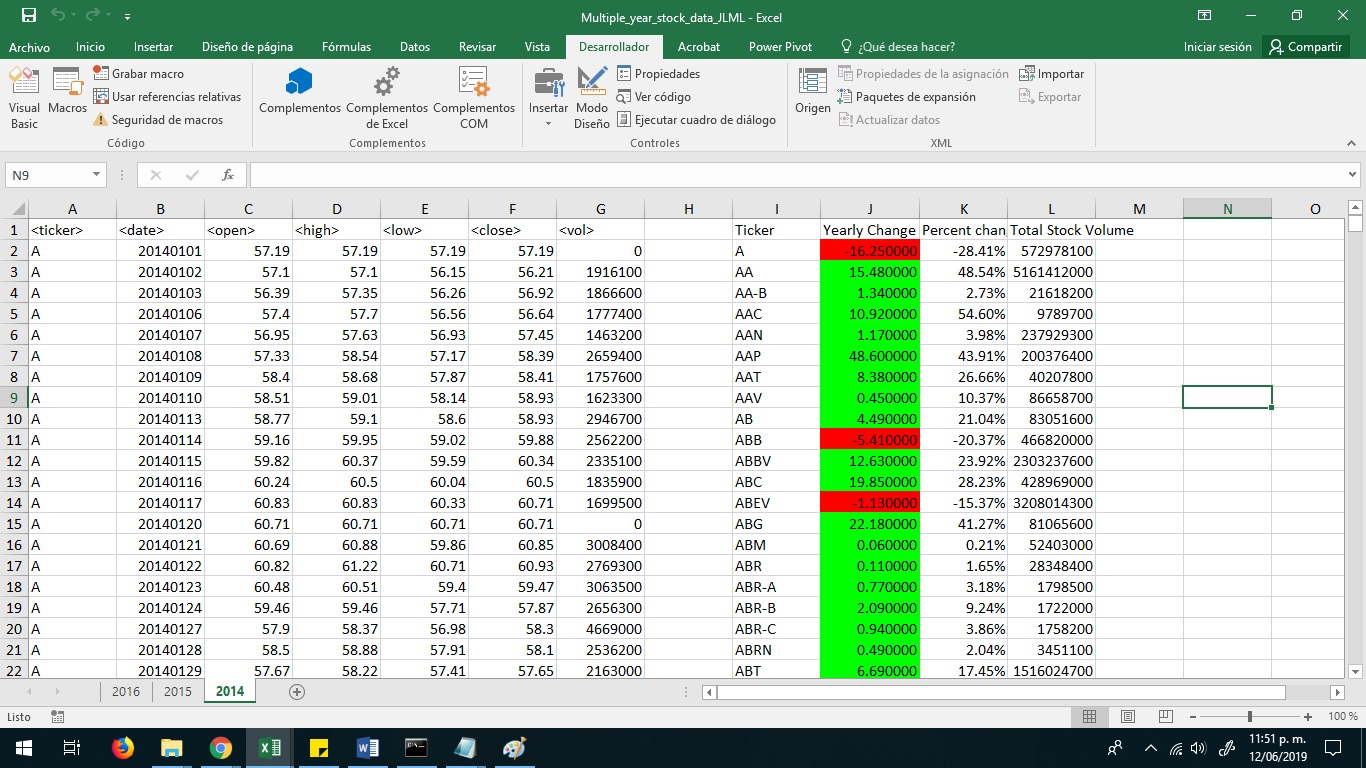 Multiple_year_stock_data_JLML - Excel
Archivo Inicio Insertar Diseño de página Fórmulas Datos Revisar Vista Desarrollador Acrobat Power Pivot ¿Qué desea hacer? Iniciar sesión Compartir
Visual Basic
Macros
Grabar macro
Usar referencias relativas
Seguridad de macros
Código
Complementos
Complementos de Excel
Complementos COM
Complementos
Insertar
Modo Diseño
Propiedades
Ver código
Ejecutar cuadro de diálogo
Controles
Origen
Propiedades de la asignación
Paquetes de expansión
Actualizar datos
Importar
Exportar
XML
N9 fx
A B C D E F G H I J K L M N O
1 <ticker> <date> <open> <high> <low> <close> <vol> Ticker Yearly Change Percent chan Total Stock Volume
2 A 20140101 57.19 57.19 57.19 57.19 0 A -16.250000 -28.41% 572978100
3 A 20140102 57.1 57.1 56.15 56.21 1916100 AA 15.480000 48.54% 5161412000
4 A 20140103 56.39 57.35 56.26 56.92 1866600 AA-B 1.340000 2.73% 21618200
5 A 20140106 57.4 57.7 56.56 56.64 1777400 AAC 10.920000 54.60% 9789700
6 A 20140107 56.95 57.63 56.93 57.45 1463200 AAN 1.170000 3.98% 237929300
7 A 20140108 57.33 58.54 57.17 58.39 2659400 AAP 48.600000 43.91% 200376400
8 A 20140109 58.4 58.68 57.87 58.41 1757600 AAT 8.380000 26.66% 40207800
9 A 20140110 58.51 59.01 58.14 58.93 1623300 AAV 0.450000 10.37% 86658700
10 A 20140113 58.77 59.1 58.6 58.93 2946700 AB 4.490000 21.04% 83051600
11 A 20140114 59.16 59.95 59.02 59.88 2562200 ABB -5.410000 -20.37% 466820000
12 A 20140115 59.82 60.37 59.59 60.34 2335100 ABBV 12.630000 23.92% 2303237600
13 A 20140116 60.24 60.5 60.04 60.5 1835900 ABC 19.850000 28.23% 428969000
14 A 20140117 60.83 60.83 60.33 60.71 1699500 ABEV -1.130000 -15.37% 3208014300
15 A 20140120 60.71 60.71 60.71 60.71 0 ABG 22.180000 41.27% 81065600
16 A 20140121 60.69 60.88 59.86 60.85 3008400 ABM 0.060000 0.21% 52403000
17 A 20140122 60.82 61.22 60.71 60.93 2769300 ABR 0.110000 1.65% 28348400
18 A 20140123 60.48 60.51 59.4 59.47 3063500 ABR-A 0.770000 3.18% 1798500
19 A 20140124 59.46 59.46 57.71 57.87 2656300 ABR-B 2.090000 9.24% 1722000
20 A 20140127 57.9 58.37 56.98 58.3 4669000 ABR-C 0.940000 3.86% 1758200
21 A 20140128 58.5 58.88 57.91 58.1 2536200 ABRN 0.490000 2.04% 3451100
22 A 20140129 57.67 58.22 57.41 57.65 2163000 ABT 6.690000 17.45% 1516024700
2016 2015 2014
Listo 100 %
11:51 p. m.
12/06/2019